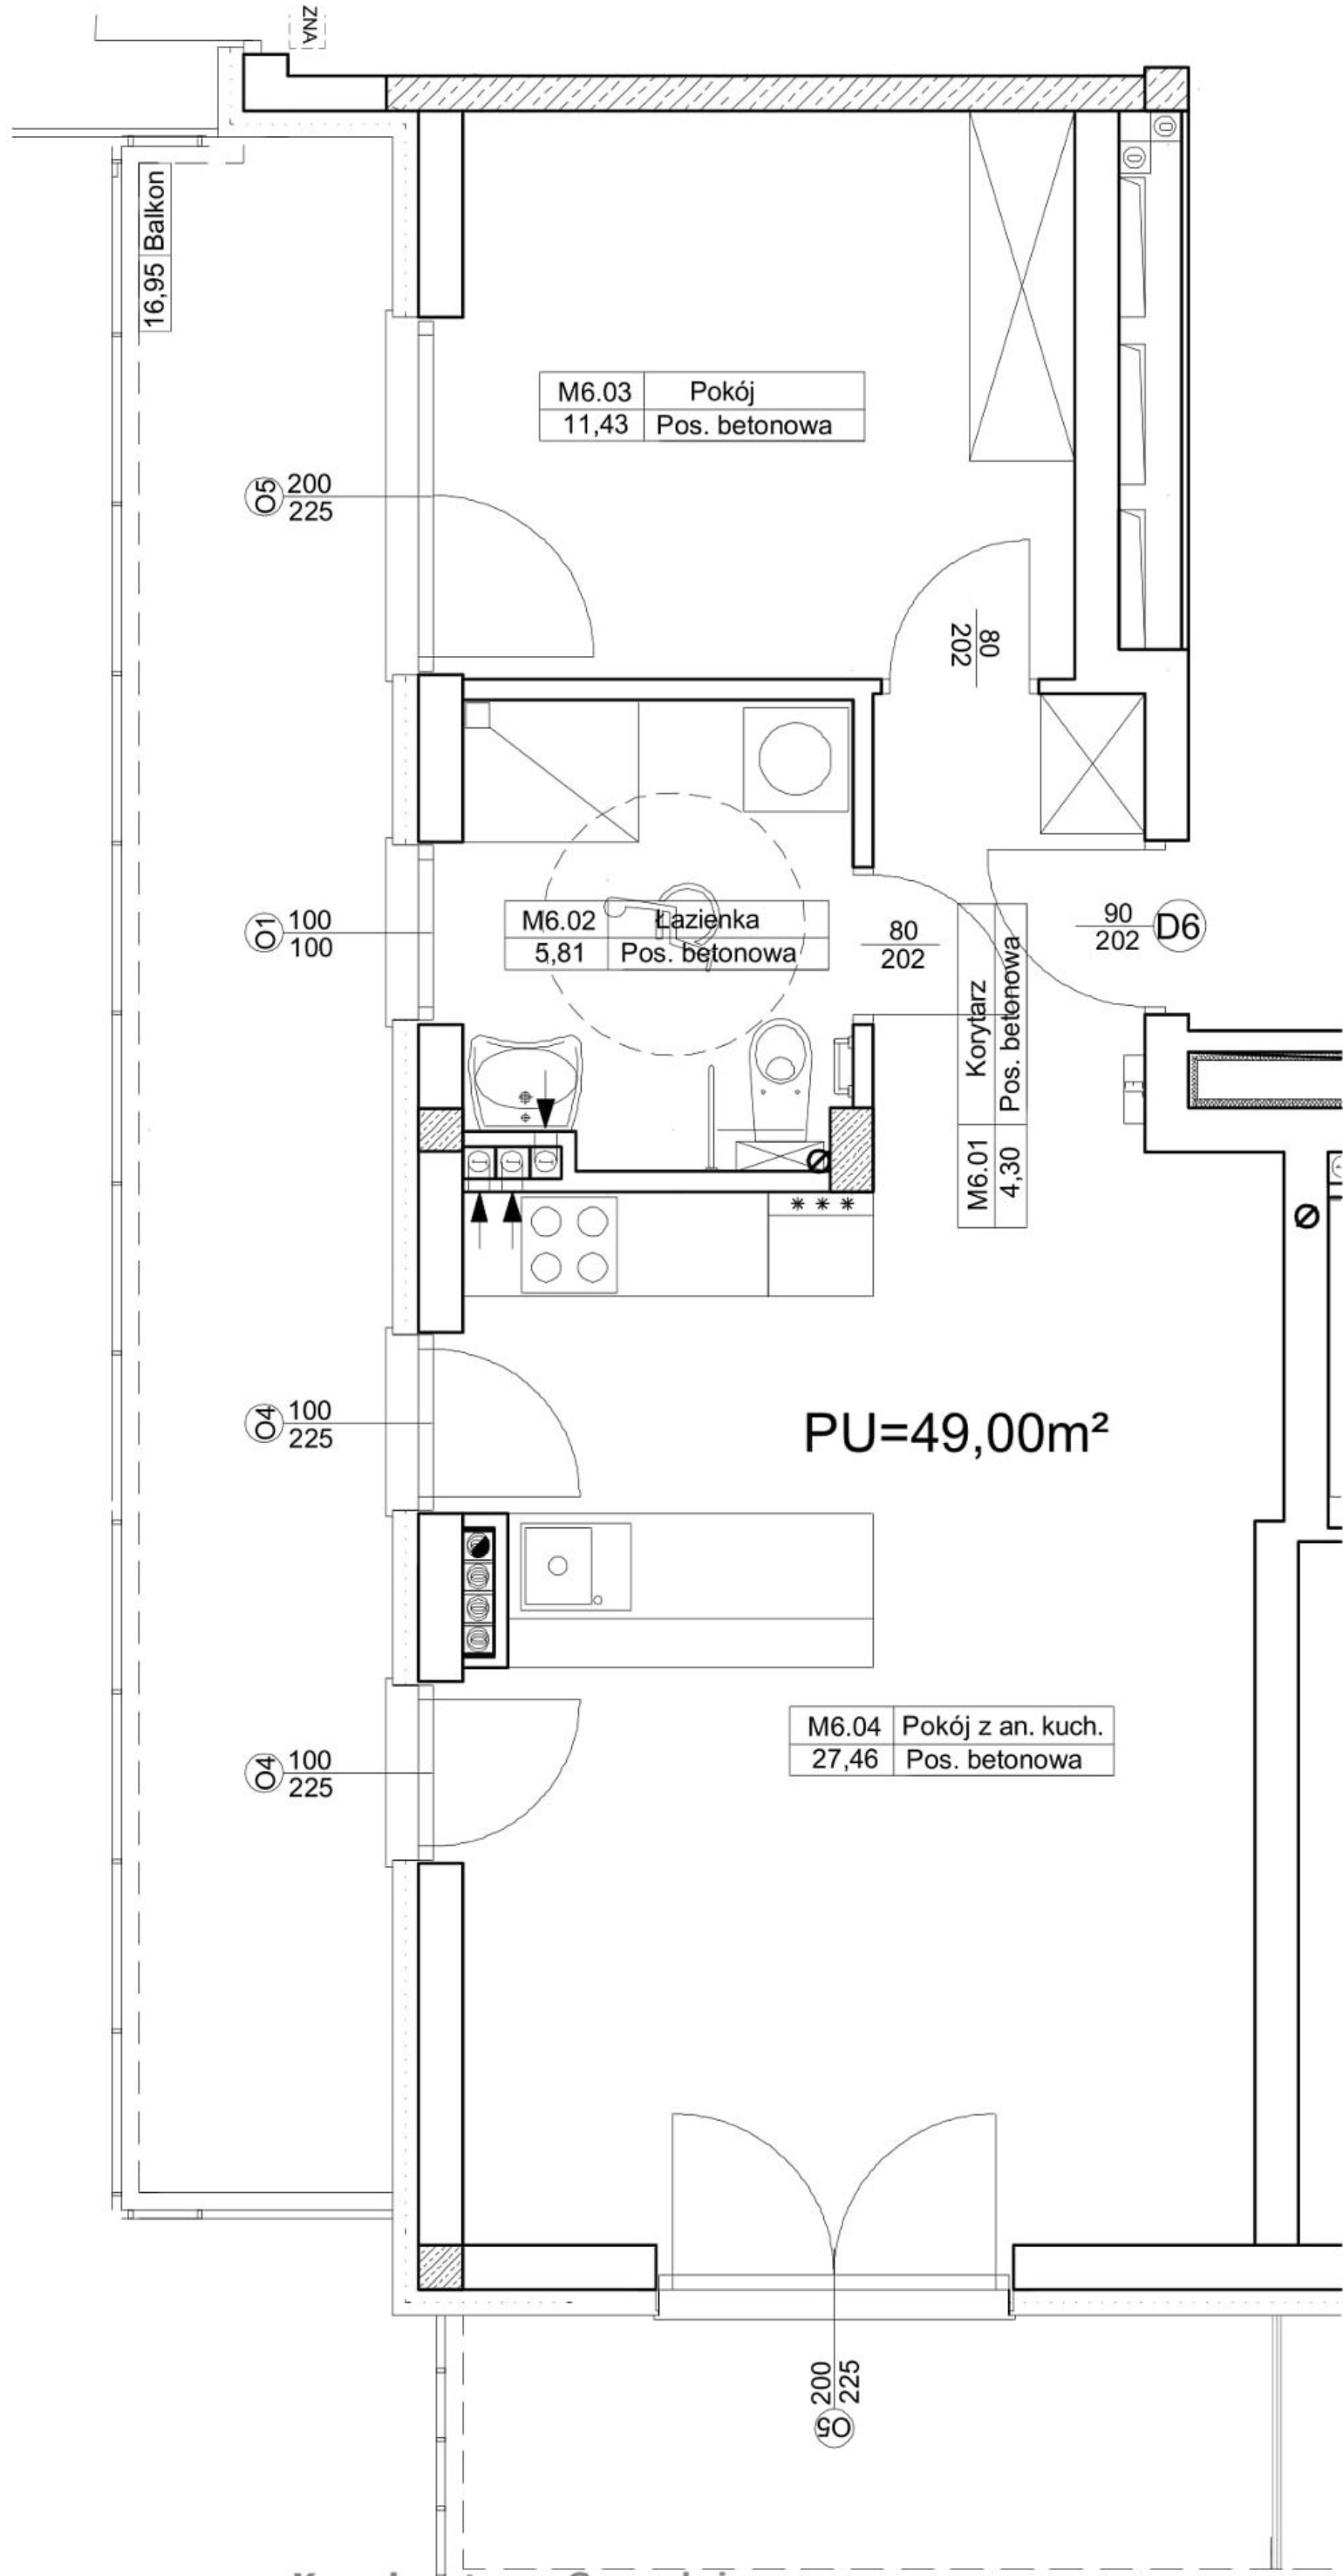 ZNA
16,95 Balkon
M6.03 Pokój
11,43 Pos. betonowa
O5 200
225
80
202
O1 100
100
M6.02 Łazienka
5,81 Pos. betonowa
80
202
90
202
D6
M6.01 Korytarz
4,30 Pos. betonowa
O4 100
225
PU=49,00m²
M6.04 Pokój z an. kuch.
27,46 Pos. betonowa
O4 100
225
200
225
O5